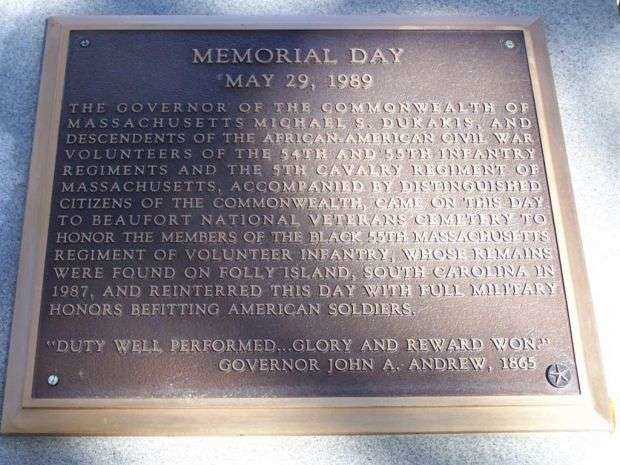 MEMORIAL DAY
MAY 29, 1989
THE GOVERNOR OF THE COMMONWEALTH OF
MASSACHUSETTS MICHAEL S. DUKAKIS, AND
DESCENDENTS OF THE AFRICAN-AMERICAN CIVIL WAR
VOLUNTEERS OF THE 54TH AND 55TH INFANTRY
REGIMENTS AND THE 5TH CAVALRY REGIMENT OF
MASSACHUSETTS, ACCOMPANIED BY DISTINGUISHED
CITIZENS OF THE COMMONWEALTH, CAME ON THIS DAY
TO BEAUFORT NATIONAL VETERANS CEMETERY TO
HONOR THE MEMBERS OF THE BLACK 55TH MASSACHUSETTS
REGIMENT OF VOLUNTEER INFANTRY, WHOSE REMAINS
WERE FOUND ON FOLLY ISLAND, SOUTH CAROLINA IN
1987, AND REINTERRED THIS DAY WITH FULL MILITARY
HONORS BEFITTING AMERICAN SOLDIERS.
"DUTY WELL PERFORMED...GLORY AND REWARD WON."
GOVERNOR JOHN A. ANDREW, 1865